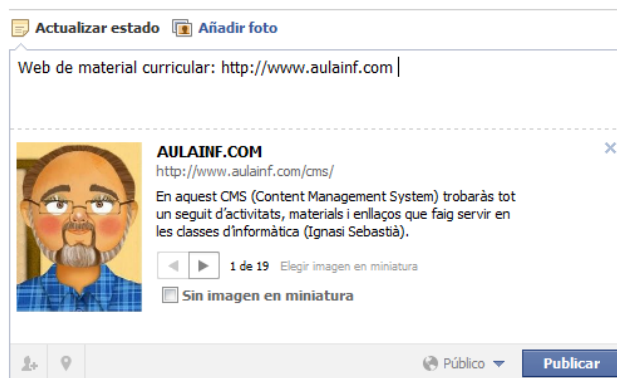 Actualizar estado Añadir foto
Web de material curricular: http://www.aulainf.com
AULAINF.COM
http://www.aulainf.com/cms/
En aquest CMS (Content Management System) trobaràs tot
un seguit d'activitats, materials i enllaços que faig servir en
les classes d'informàtica (Ignasi Sebastià).
1 de 19 Elegir imagen en miniatura
Sin imagen en miniatura
Público Publicar